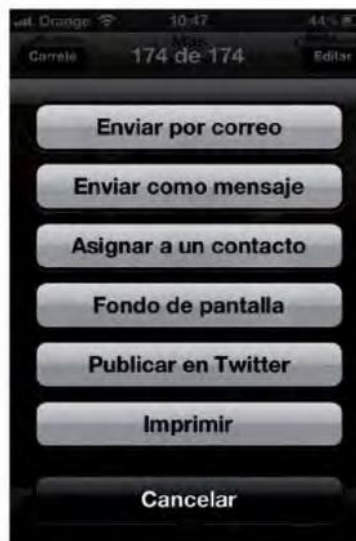 Orange 10:47 44%
Correle 174 de 174 Editar
Enviar por correo
Enviar como mensaje
Asignar a un contacto
Fondo de pantalla
Publicar en Twitter
Imprimir
Cancelar